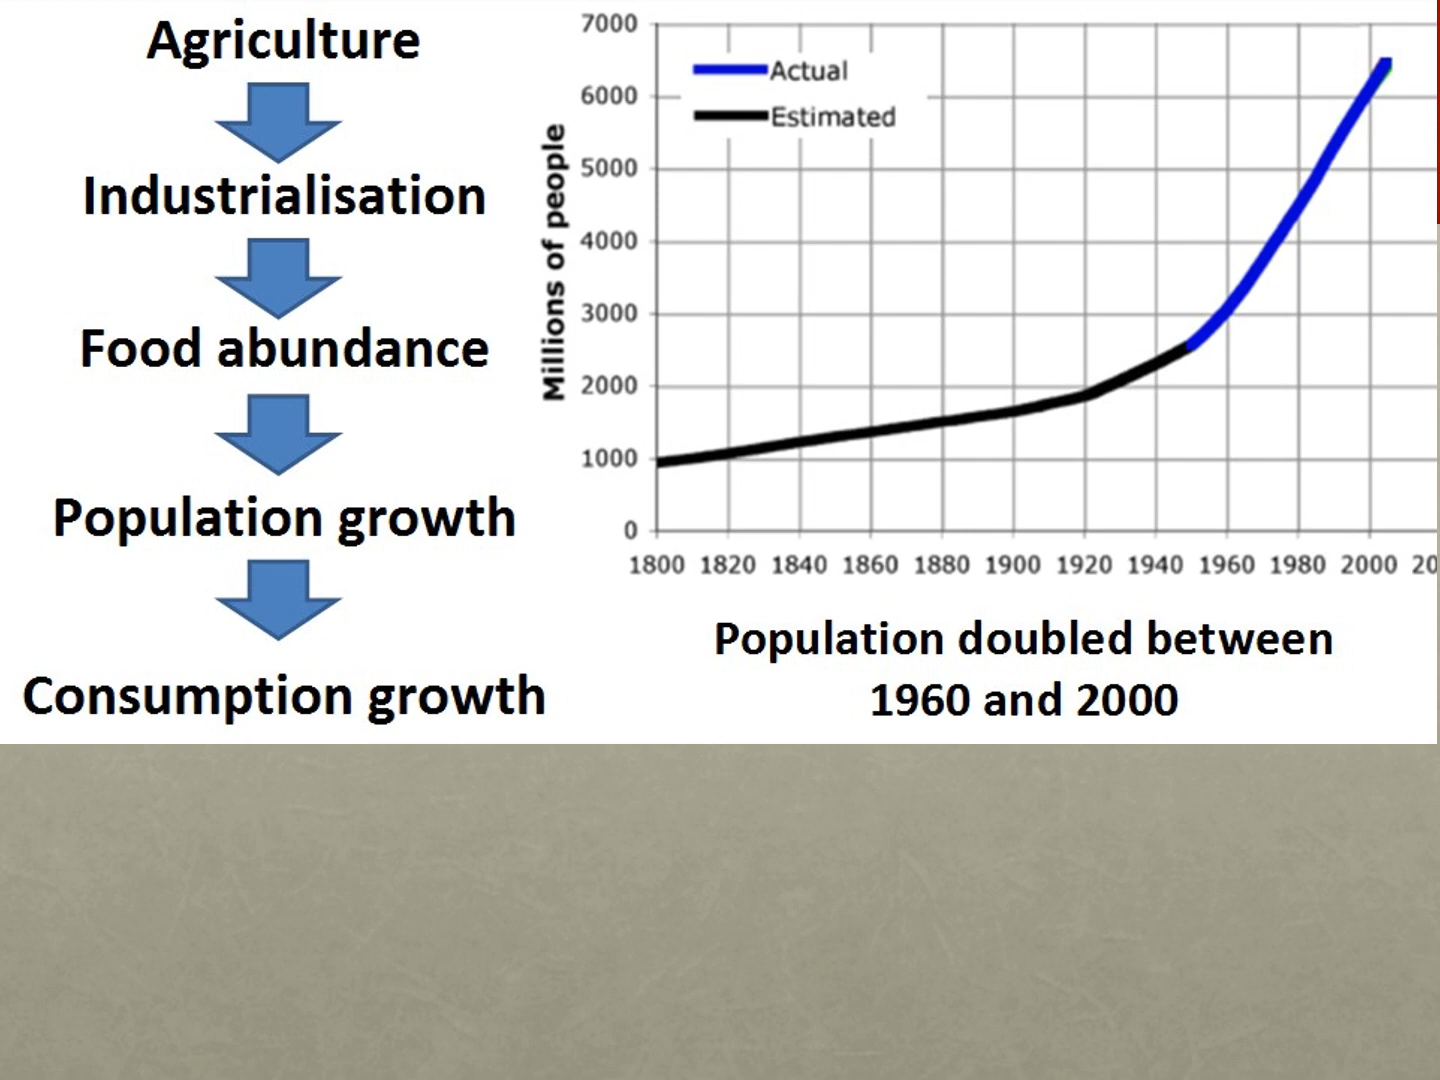 Agriculture
Industrialisation
Food abundance
Population growth
Consumption growth
Millions of people
7000
6000
5000
4000
3000
2000
1000
0
Actual
Estimated
1800 1820 1840 1860 1880 1900 1920 1940 1960 1980 2000 20
Population doubled between
1960 and 2000